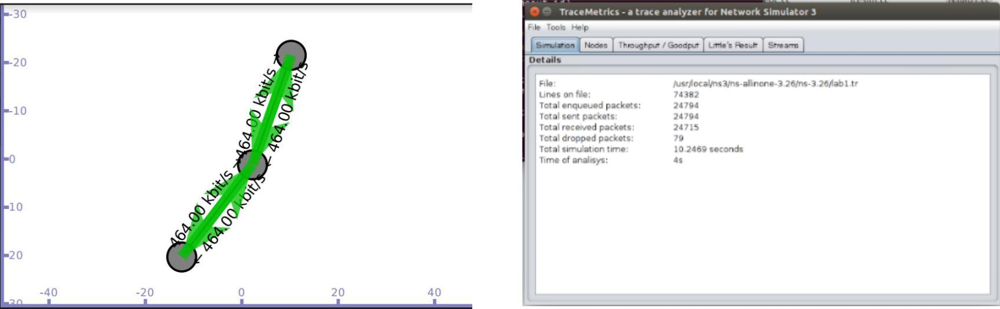 -30
-20
-10
0
10
20
30
-40
-20
0
20
40
464.00 kbit/s →
← 464.00 kbit/s
464.00 kbit/s →
← 464.00 kbit/s
TraceMetrics - a trace analyzer for Network Simulator 3
File Tools Help
Simulation Nodes Throughput / Goodput Little's Result Streams
Details
File: /usr/local/ns3/ns-allinone-3.26/ns-3.26/lab1.tr
Lines on file: 74382
Total enqueued packets: 24794
Total sent packets: 24794
Total received packets: 24715
Total dropped packets: 79
Total simulation time: 10.2469 seconds
Time of analisys: 4s